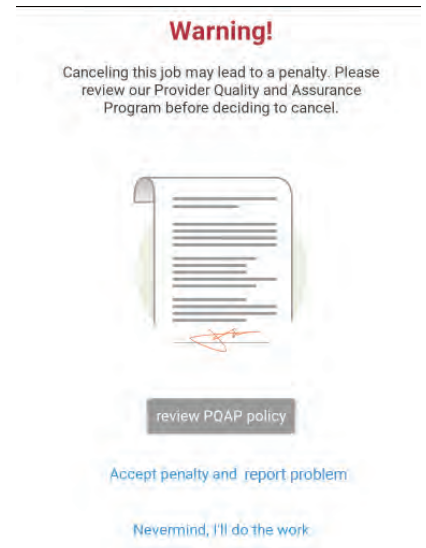 Warning!
Canceling this job may lead to a penalty. Please
review our Provider Quality and Assurance
Program before deciding to cancel.
review PQAP policy
Accept penalty and report problem
Nevermind, I'll do the work